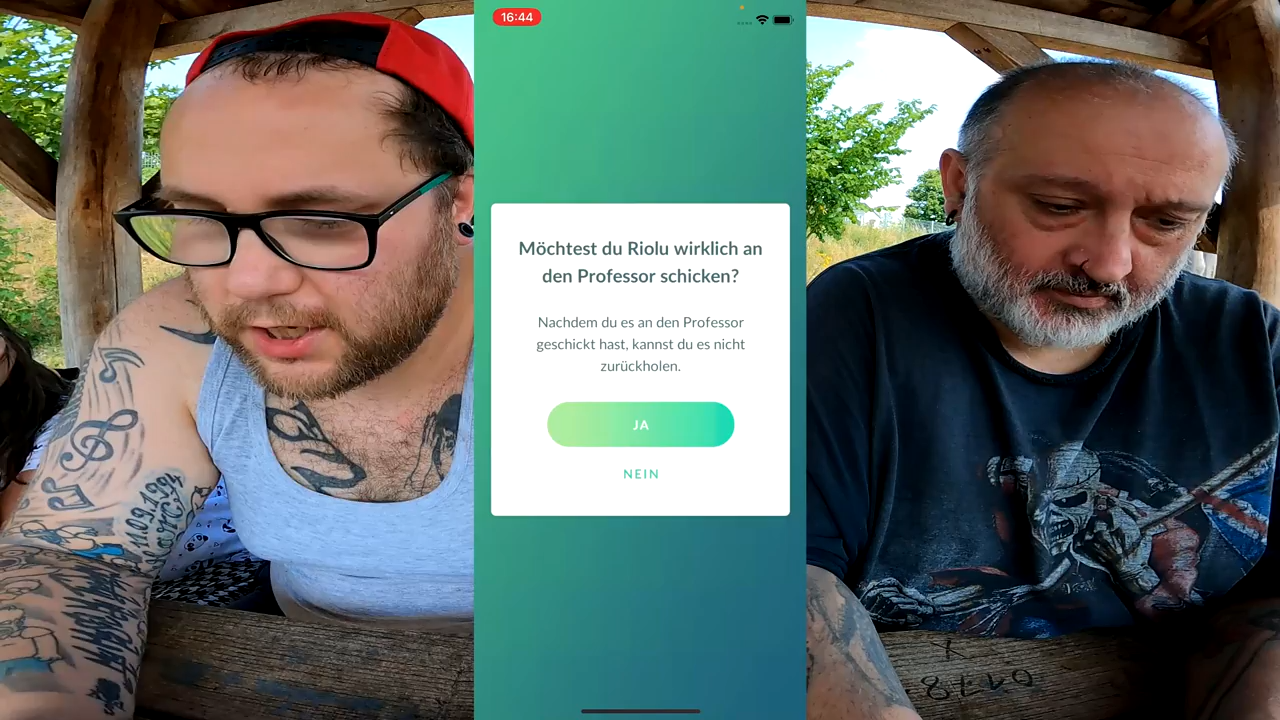 16:44
Möchtest du Riolu wirklich an
den Professor schicken?
Nachdem du es an den Professor
geschickt hast, kannst du es nicht
zurückholen.
JA
NEIN